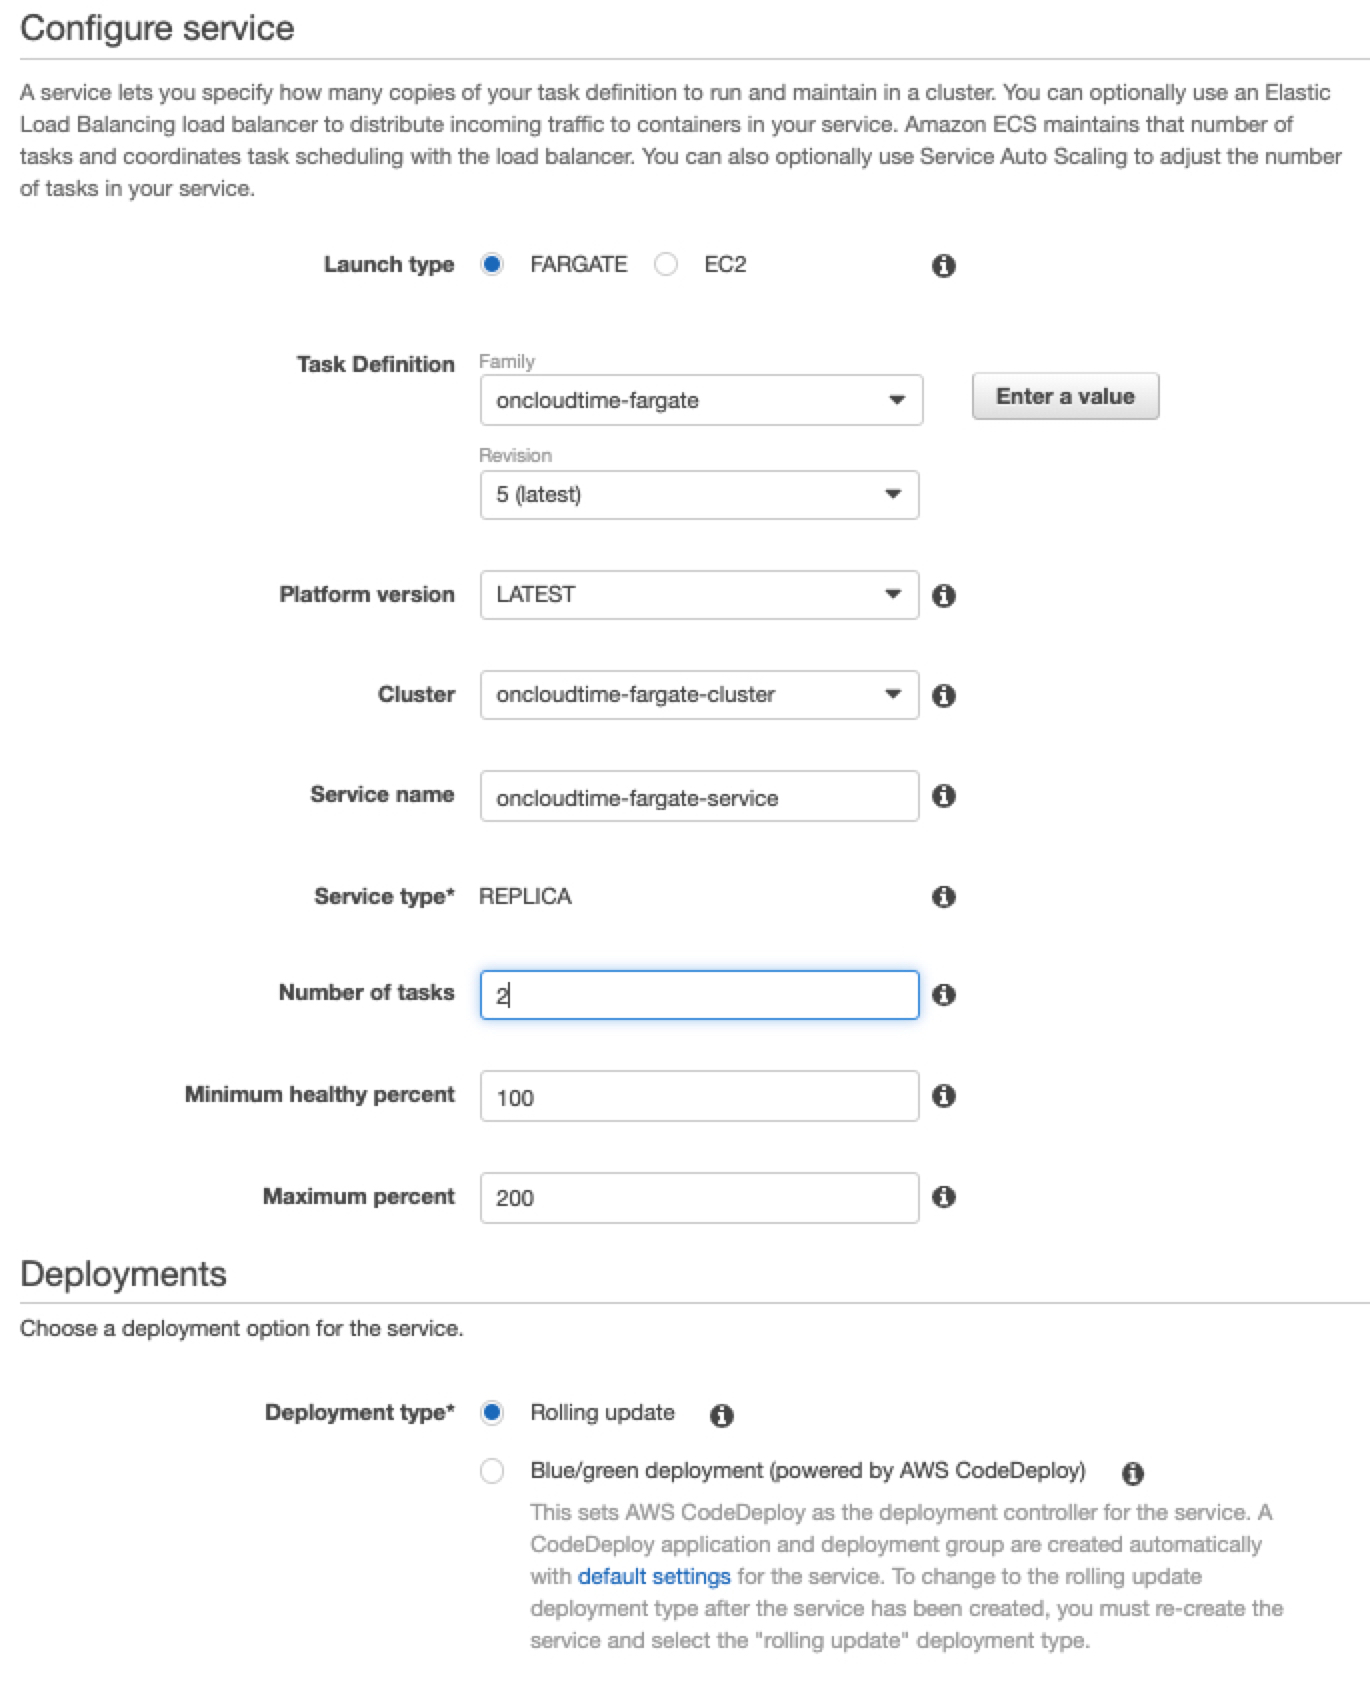 Configure service
A service lets you specify how many copies of your task definition to run and maintain in a cluster. You can optionally use an Elastic
Load Balancing load balancer to distribute incoming traffic to containers in your service. Amazon ECS maintains that number of
tasks and coordinates task scheduling with the load balancer. You can also optionally use Service Auto Scaling to adjust the number
of tasks in your service.
Launch type FARGATE EC2
Task Definition Family
oncloudtime-fargate Enter a value
Revision
5 (latest)
Platform version LATEST
Cluster oncloudtime-fargate-cluster
Service name oncloudtime-fargate-service
Service type* REPLICA
Number of tasks 2
Minimum healthy percent 100
Maximum percent 200
Deployments
Choose a deployment option for the service.
Deployment type* Rolling update
Blue/green deployment (powered by AWS CodeDeploy)
This sets AWS CodeDeploy as the deployment controller for the service. A
CodeDeploy application and deployment group are created automatically
with default settings for the service. To change to the rolling update
deployment type after the service has been created, you must re-create the
service and select the "rolling update" deployment type.